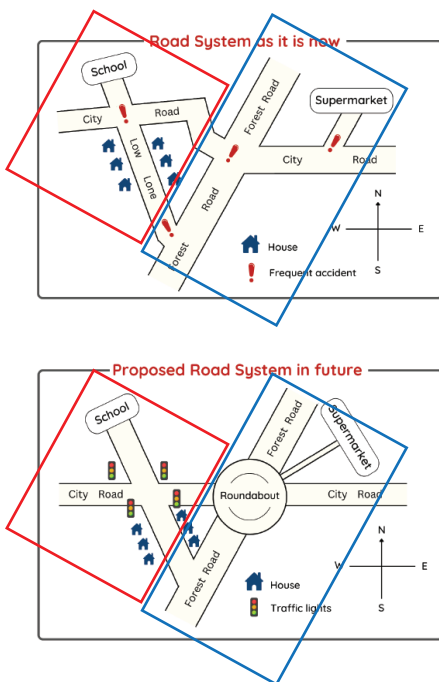 Road System as it is now
School
Supermarket
City Road
Forest Road
City Road
Low Lone
Forest Road
N
W E
S
House
Frequent accident
Proposed Road System in future
School
Supermarket
Forest Road
City Road
Roundabout
City Road
Forest Road
N
W E
S
House
Traffic lights